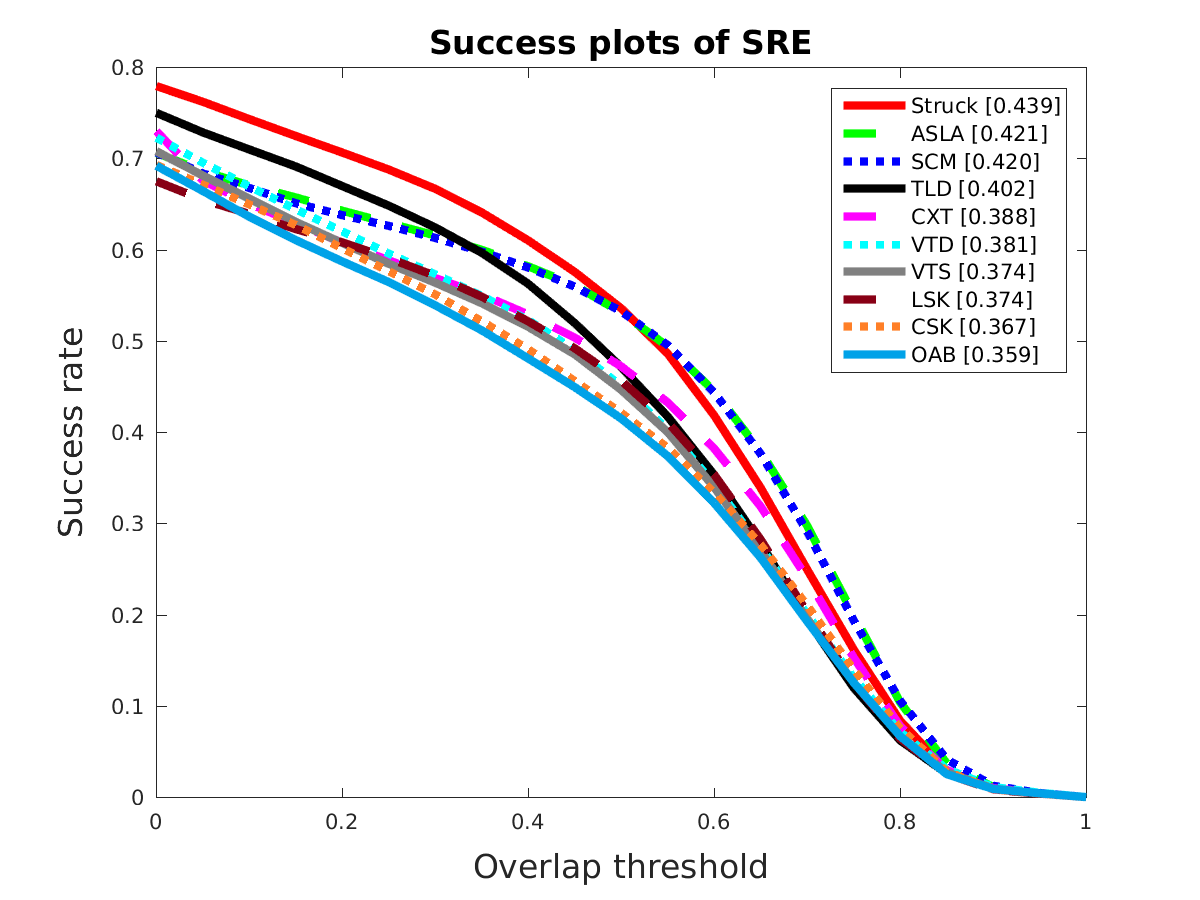 Success plots of SRE
0.8
0.7
0.6
0.5
0.4
0.3
0.2
0.1
0
Success rate
Struck [0.439]
ASLA [0.421]
SCM [0.420]
TLD [0.402]
CXT [0.388]
VTD [0.381]
VTS [0.374]
LSK [0.374]
CSK [0.367]
OAB [0.359]
0 0.2 0.4 0.6 0.8 1
Overlap threshold